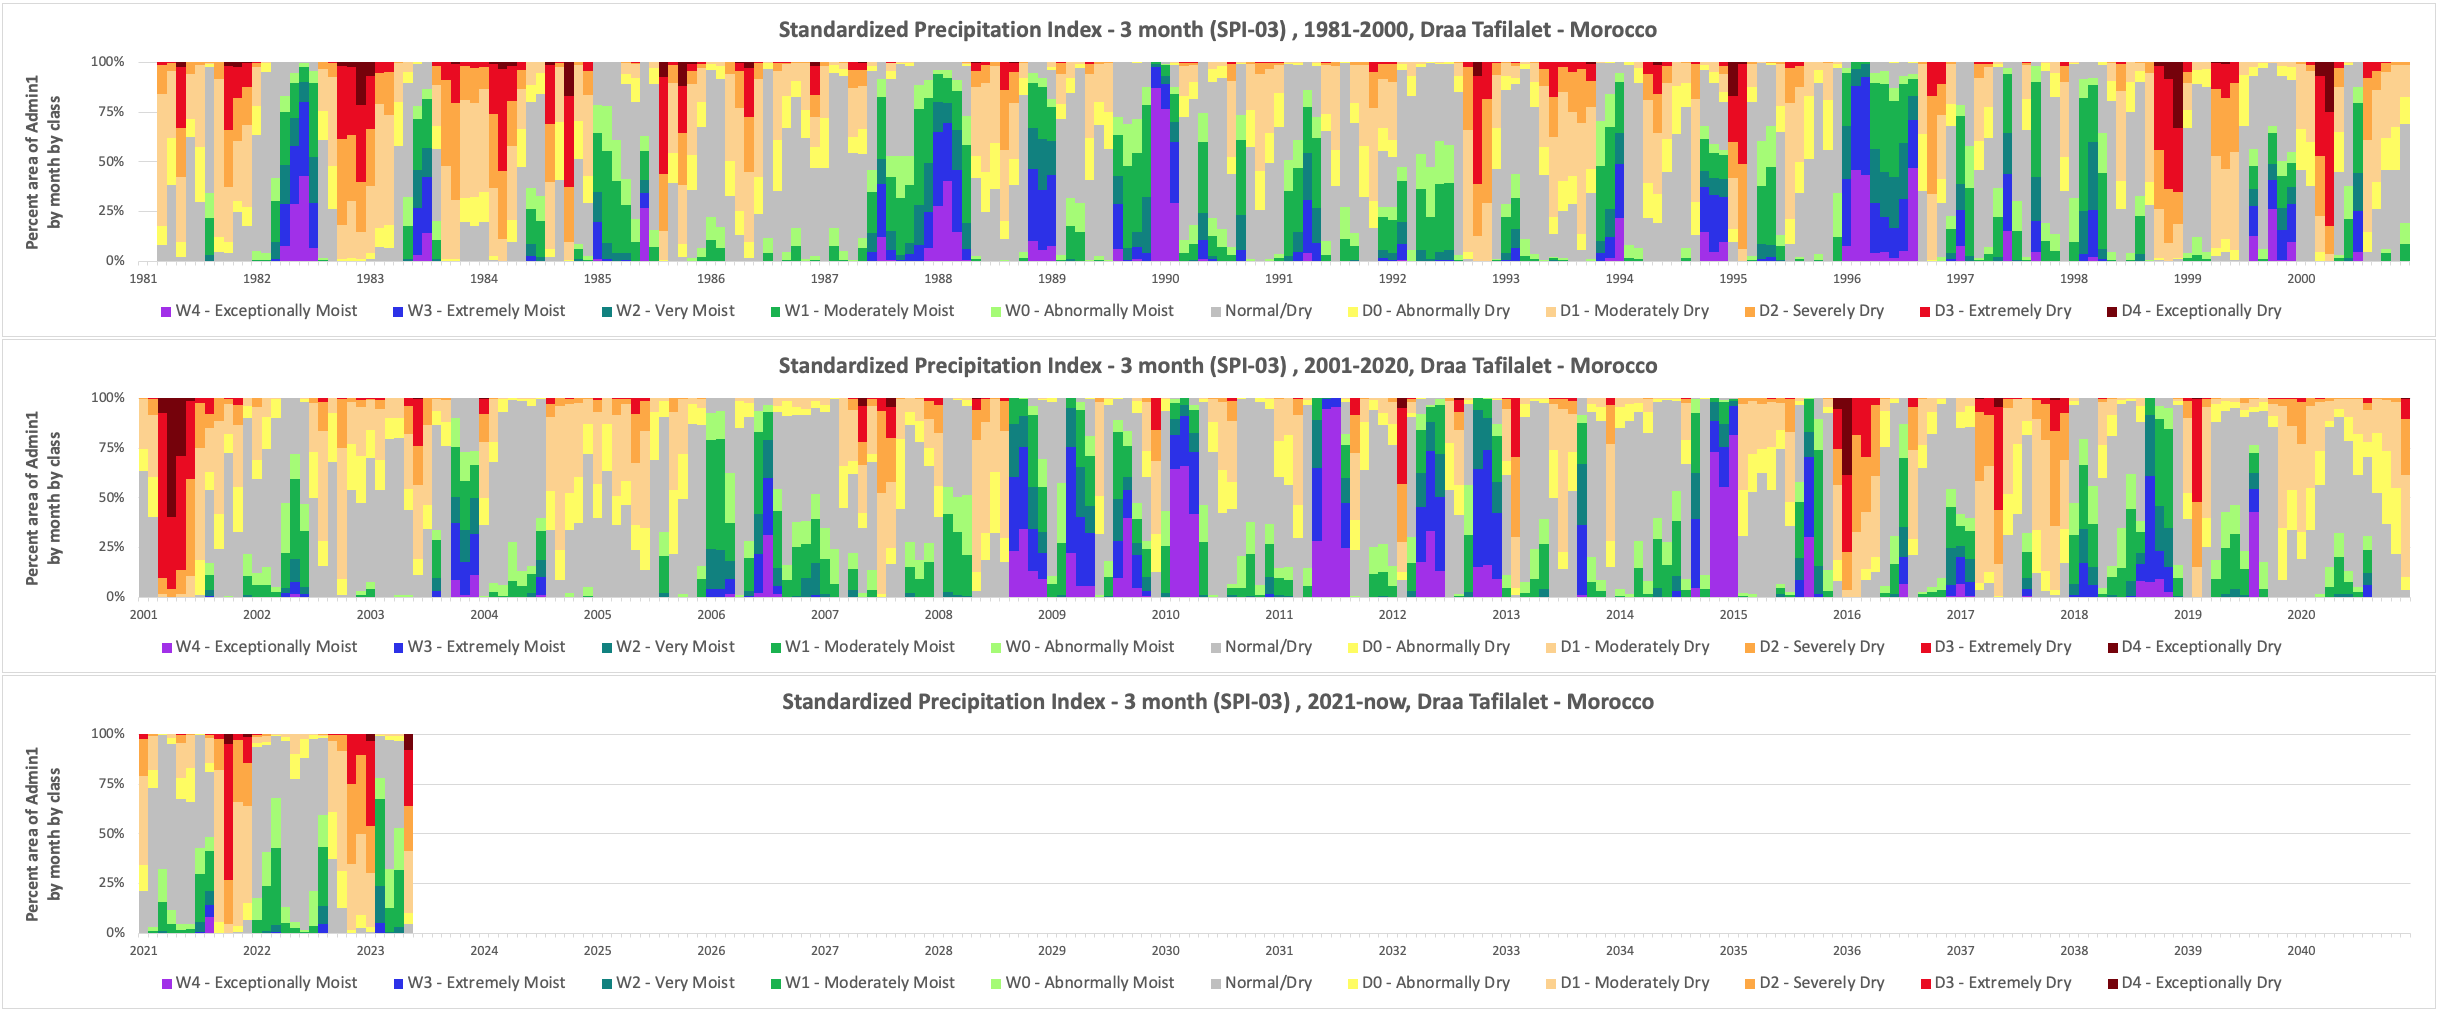 Standardized Precipitation Index - 3 month (SPI-03) , 1981-2000, Draa Tafilalet - Morocco
Percent area of Admin1
by month by class
100%
75%
50%
25%
0%
1981 1982 1983 1984 1985 1986 1987 1988 1989 1990 1991 1992 1993 1994 1995 1996 1997 1998 1999 2000
W4 - Exceptionally Moist W3 - Extremely Moist W2 - Very Moist W1 - Moderately Moist W0 - Abnormally Moist Normal/Dry D0 - Abnormally Dry D1 - Moderately Dry D2 - Severely Dry D3 - Extremely Dry D4 - Exceptionally Dry
Standardized Precipitation Index - 3 month (SPI-03) , 2001-2020, Draa Tafilalet - Morocco
Percent area of Admin1
by month by class
100%
75%
50%
25%
0%
2001 2002 2003 2004 2005 2006 2007 2008 2009 2010 2011 2012 2013 2014 2015 2016 2017 2018 2019 2020
W4 - Exceptionally Moist W3 - Extremely Moist W2 - Very Moist W1 - Moderately Moist W0 - Abnormally Moist Normal/Dry D0 - Abnormally Dry D1 - Moderately Dry D2 - Severely Dry D3 - Extremely Dry D4 - Exceptionally Dry
Standardized Precipitation Index - 3 month (SPI-03) , 2021-now, Draa Tafilalet - Morocco
Percent area of Admin1
by month by class
100%
75%
50%
25%
0%
2021 2022 2023 2024 2025 2026 2027 2028 2029 2030 2031 2032 2033 2034 2035 2036 2037 2038 2039 2040
W4 - Exceptionally Moist W3 - Extremely Moist W2 - Very Moist W1 - Moderately Moist W0 - Abnormally Moist Normal/Dry D0 - Abnormally Dry D1 - Moderately Dry D2 - Severely Dry D3 - Extremely Dry D4 - Exceptionally Dry